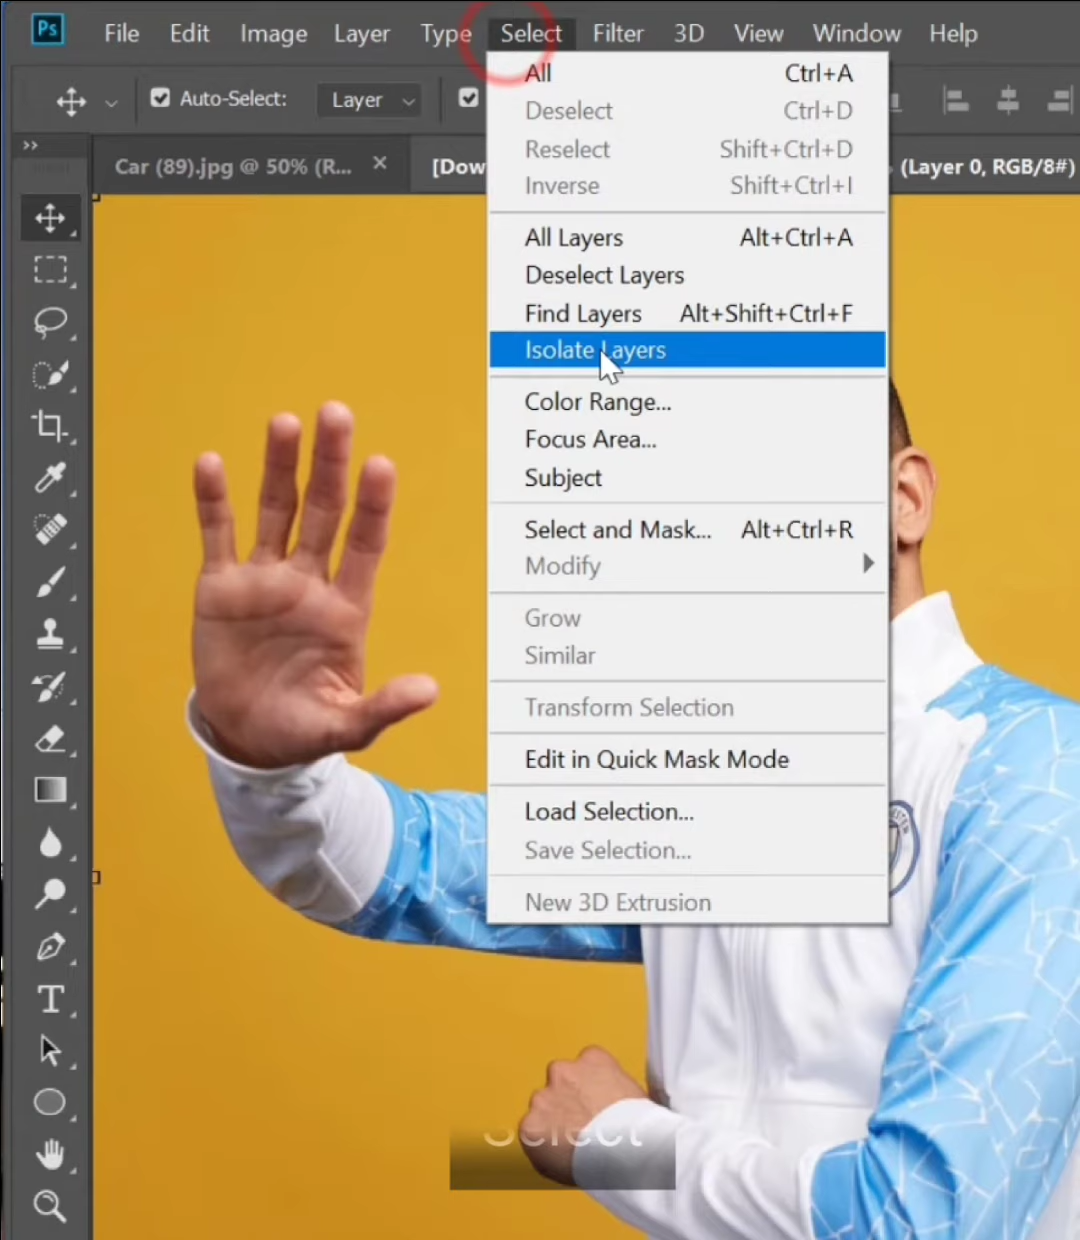 Ps File Edit Image Layer Type Select Filter 3D View Window Help
Auto-Select: Layer
Car (89).jpg @ 50% (R... × [Dow (Layer 0, RGB/8#)
All Ctrl+A
Deselect Ctrl+D
Reselect Shift+Ctrl+D
Inverse Shift+Ctrl+I
All Layers Alt+Ctrl+A
Deselect Layers
Find Layers Alt+Shift+Ctrl+F
Isolate Layers
Color Range...
Focus Area...
Subject
Select and Mask... Alt+Ctrl+R
Modify
Grow
Similar
Transform Selection
Edit in Quick Mask Mode
Load Selection...
Save Selection...
New 3D Extrusion
Select